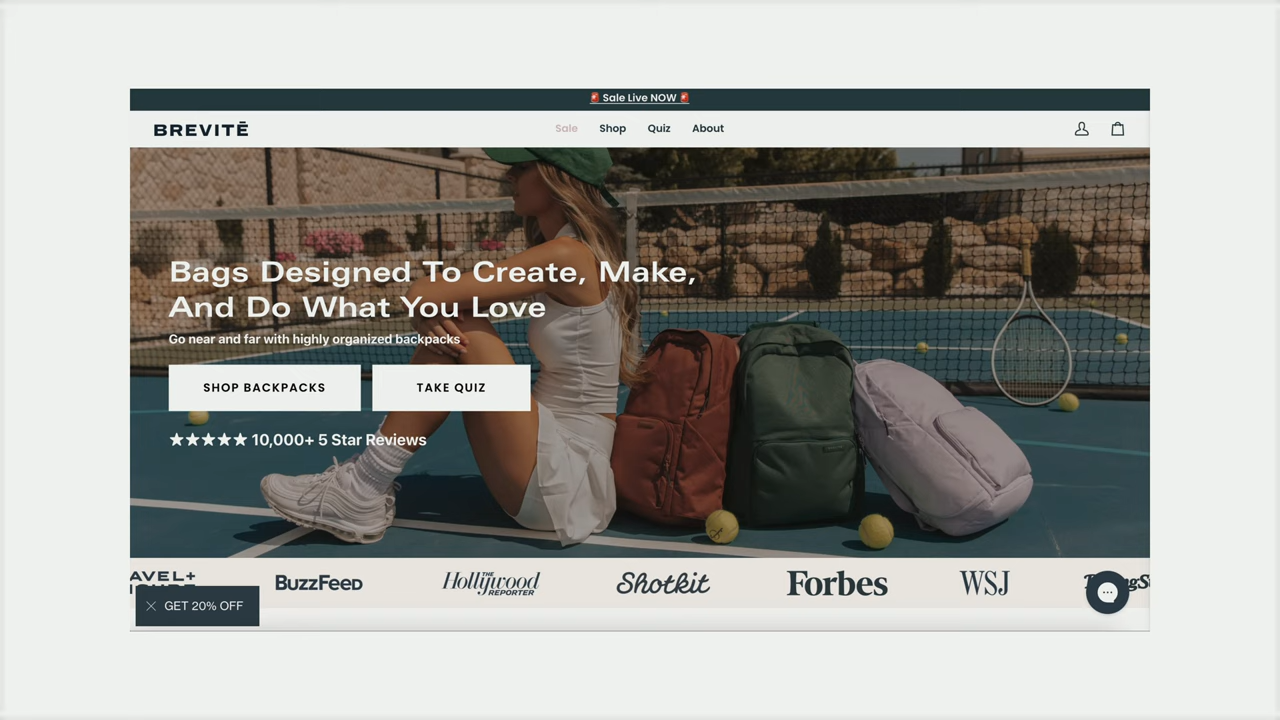 🚨 Sale Live NOW 🚨
BREVITĒ
Sale Shop Quiz About
Bags Designed To Create, Make,
And Do What You Love
Go near and far with highly organized backpacks
SHOP BACKPACKS TAKE QUIZ
★★★★★ 10,000+ 5 Star Reviews
BuzzFeed THE Hollywood REPORTER Shotkit Forbes WSJ
GET 20% OFF